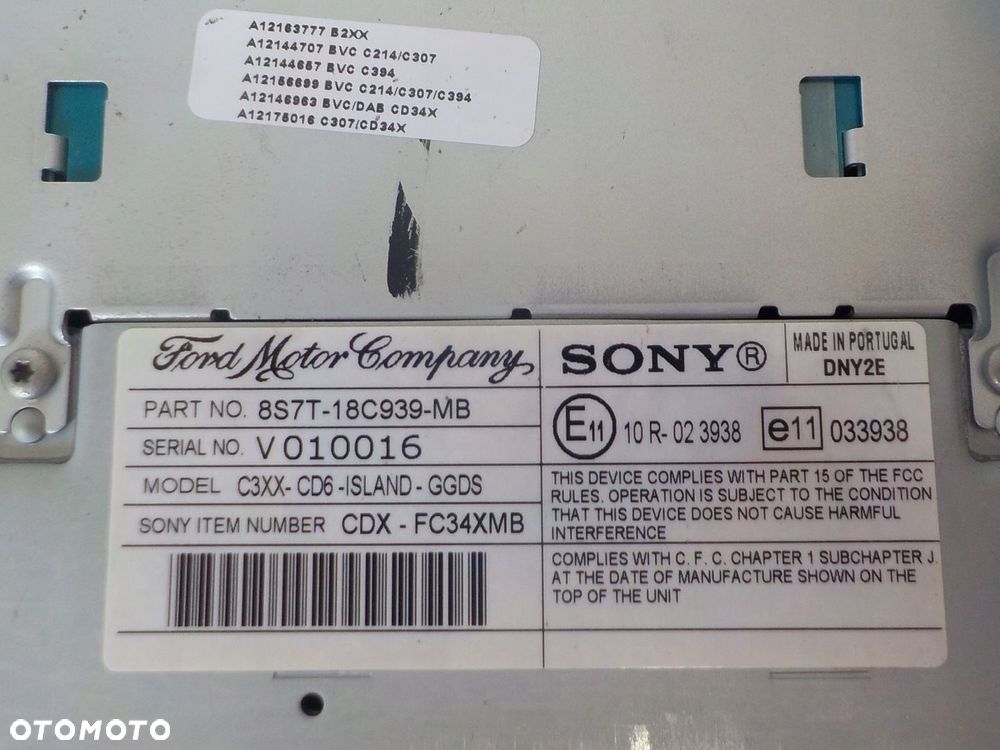 A12163777 B2XX
A12144707 BVC C214/C307
A12144657 BVC C394
A12156699 BVC C214/C307/C394
A12146963 BVC/DAB CD34X
A12175016 C307/CD34X
Ford Motor Company
SONY®
MADE IN PORTUGAL
DNY2E
PART NO. 8S7T-18C939-MB
SERIAL NO. V010016
MODEL C3XX-CD6-ISLAND-GGDS
SONY ITEM NUMBER CDX - FC34XMB
E11 10 R- 02 3938 e11 033938
THIS DEVICE COMPLIES WITH PART 15 OF THE FCC
RULES. OPERATION IS SUBJECT TO THE CONDITION
THAT THIS DEVICE DOES NOT CAUSE HARMFUL
INTERFERENCE
COMPLIES WITH C. F. C. CHAPTER 1 SUBCHAPTER J.
AT THE DATE OF MANUFACTURE SHOWN ON THE
TOP OF THE UNIT
OTOMOTO